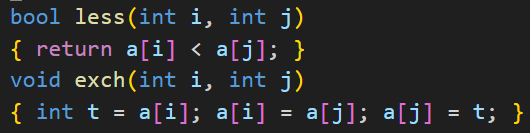 bool less(int i, int j)
{ return a[i] < a[j]; }
void exch(int i, int j)
{ int t = a[i]; a[i] = a[j]; a[j] = t; }